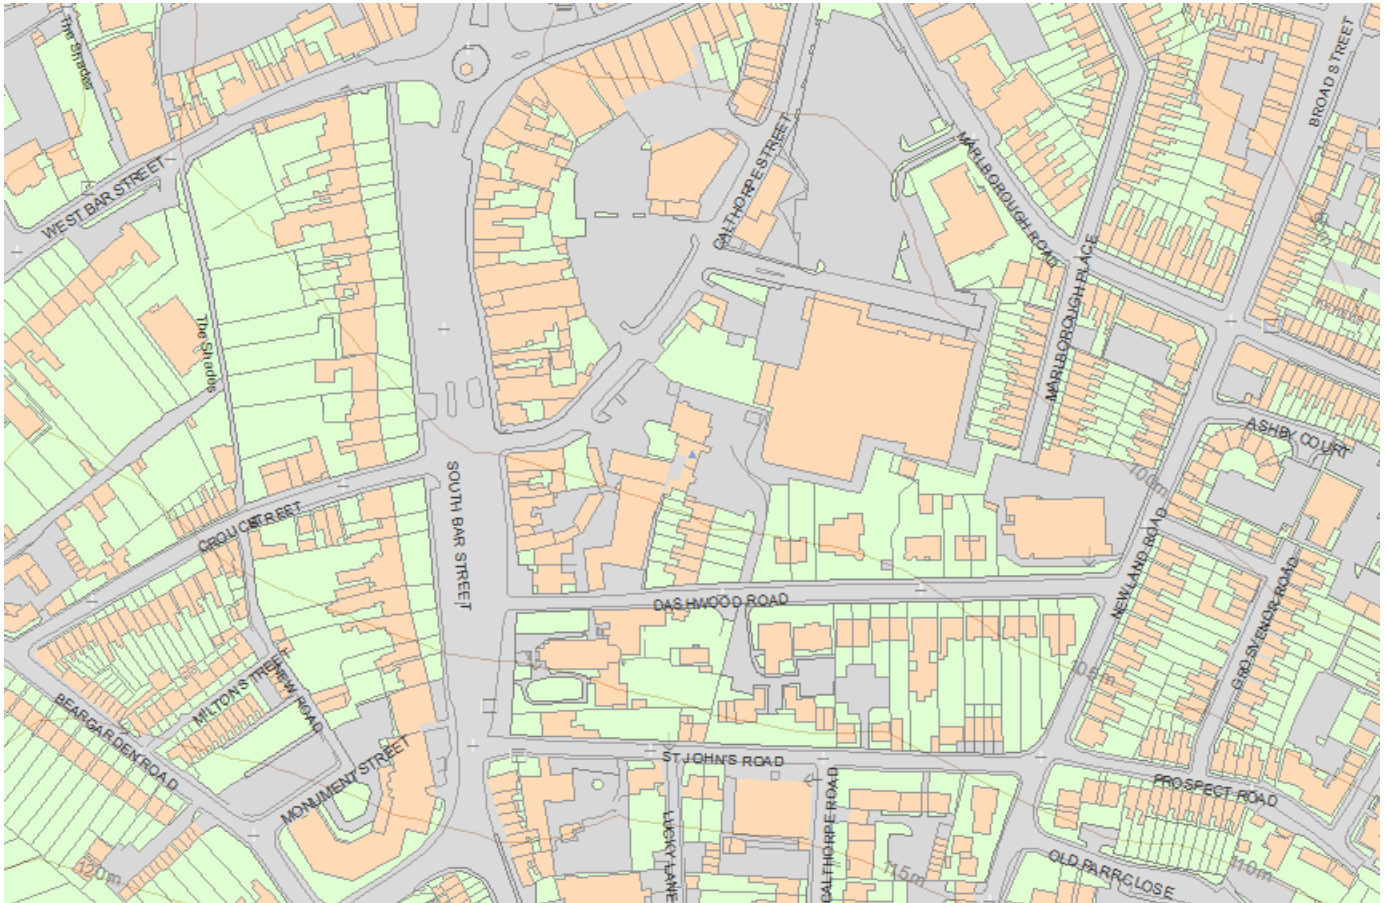 The Shades
BROAD STREET
WEST BAR STREET
CALTHORPE STREET
MARLBOROUGH ROAD
MARLBOROUGH PLACE
The Shades
ASHBY COURT
100m
SOUTH BAR STREET
CROUCH STREET
NEWLAND ROAD
GROSVENOR ROAD
DASHWOOD ROAD
105m
MILTON STREET
NEW ROAD
BEARGARDEN ROAD
MONUMENT STREET
ST JOHN'S ROAD
PROSPECT ROAD
LUCKY LANE
CALTHORPE ROAD
OLD PARR CLOSE
120m
115m
110m